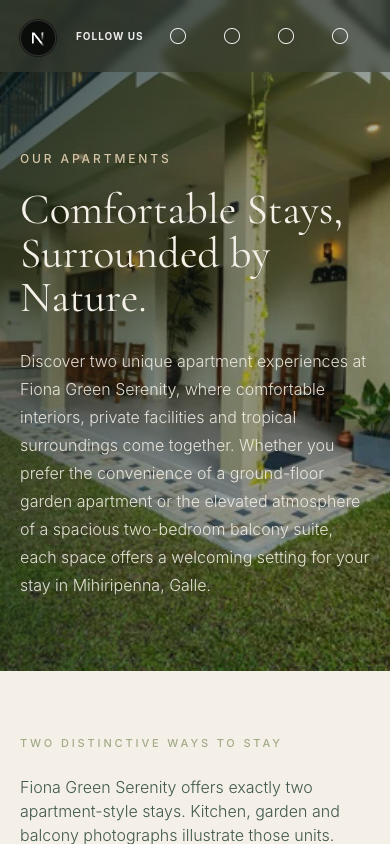 N
FOLLOW US
OUR APARTMENTS
Comfortable Stays,
Surrounded by
Nature.
Discover two unique apartment experiences at
Fiona Green Serenity, where comfortable
interiors, private facilities and tropical
surroundings come together. Whether you
prefer the convenience of a ground-floor
garden apartment or the elevated atmosphere
of a spacious two-bedroom balcony suite,
each space offers a welcoming setting for your
stay in Mihiripenna, Galle.
TWO DISTINCTIVE WAYS TO STAY
Fiona Green Serenity offers exactly two
apartment-style stays. Kitchen, garden and
balcony photographs illustrate those units.